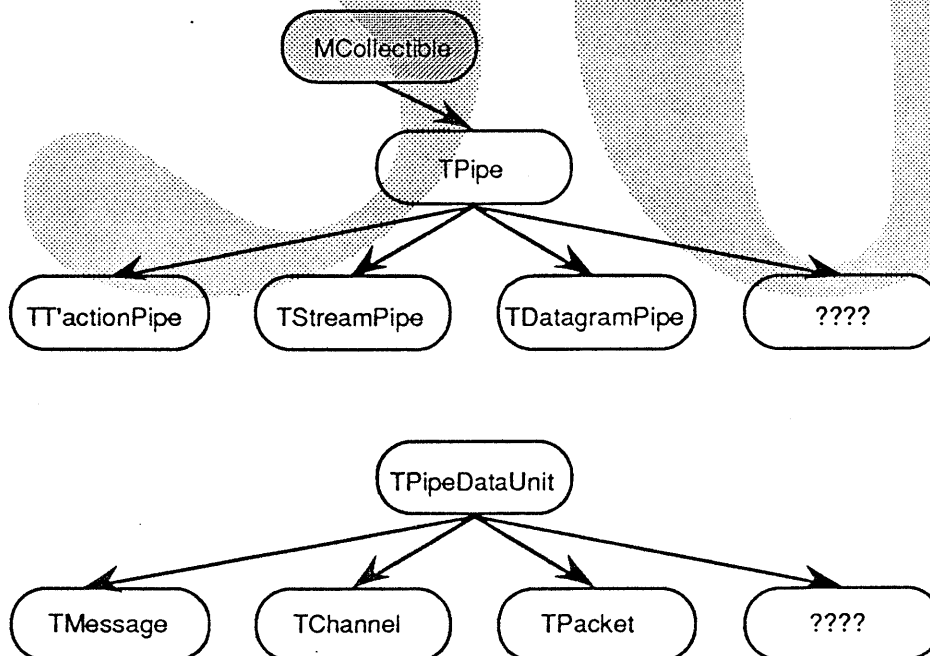 MCollectible
TPipe
TT'actionPipe
TStreamPipe
TDatagramPipe
????
TPipeDataUnit
TMessage
TChannel
TPacket
????